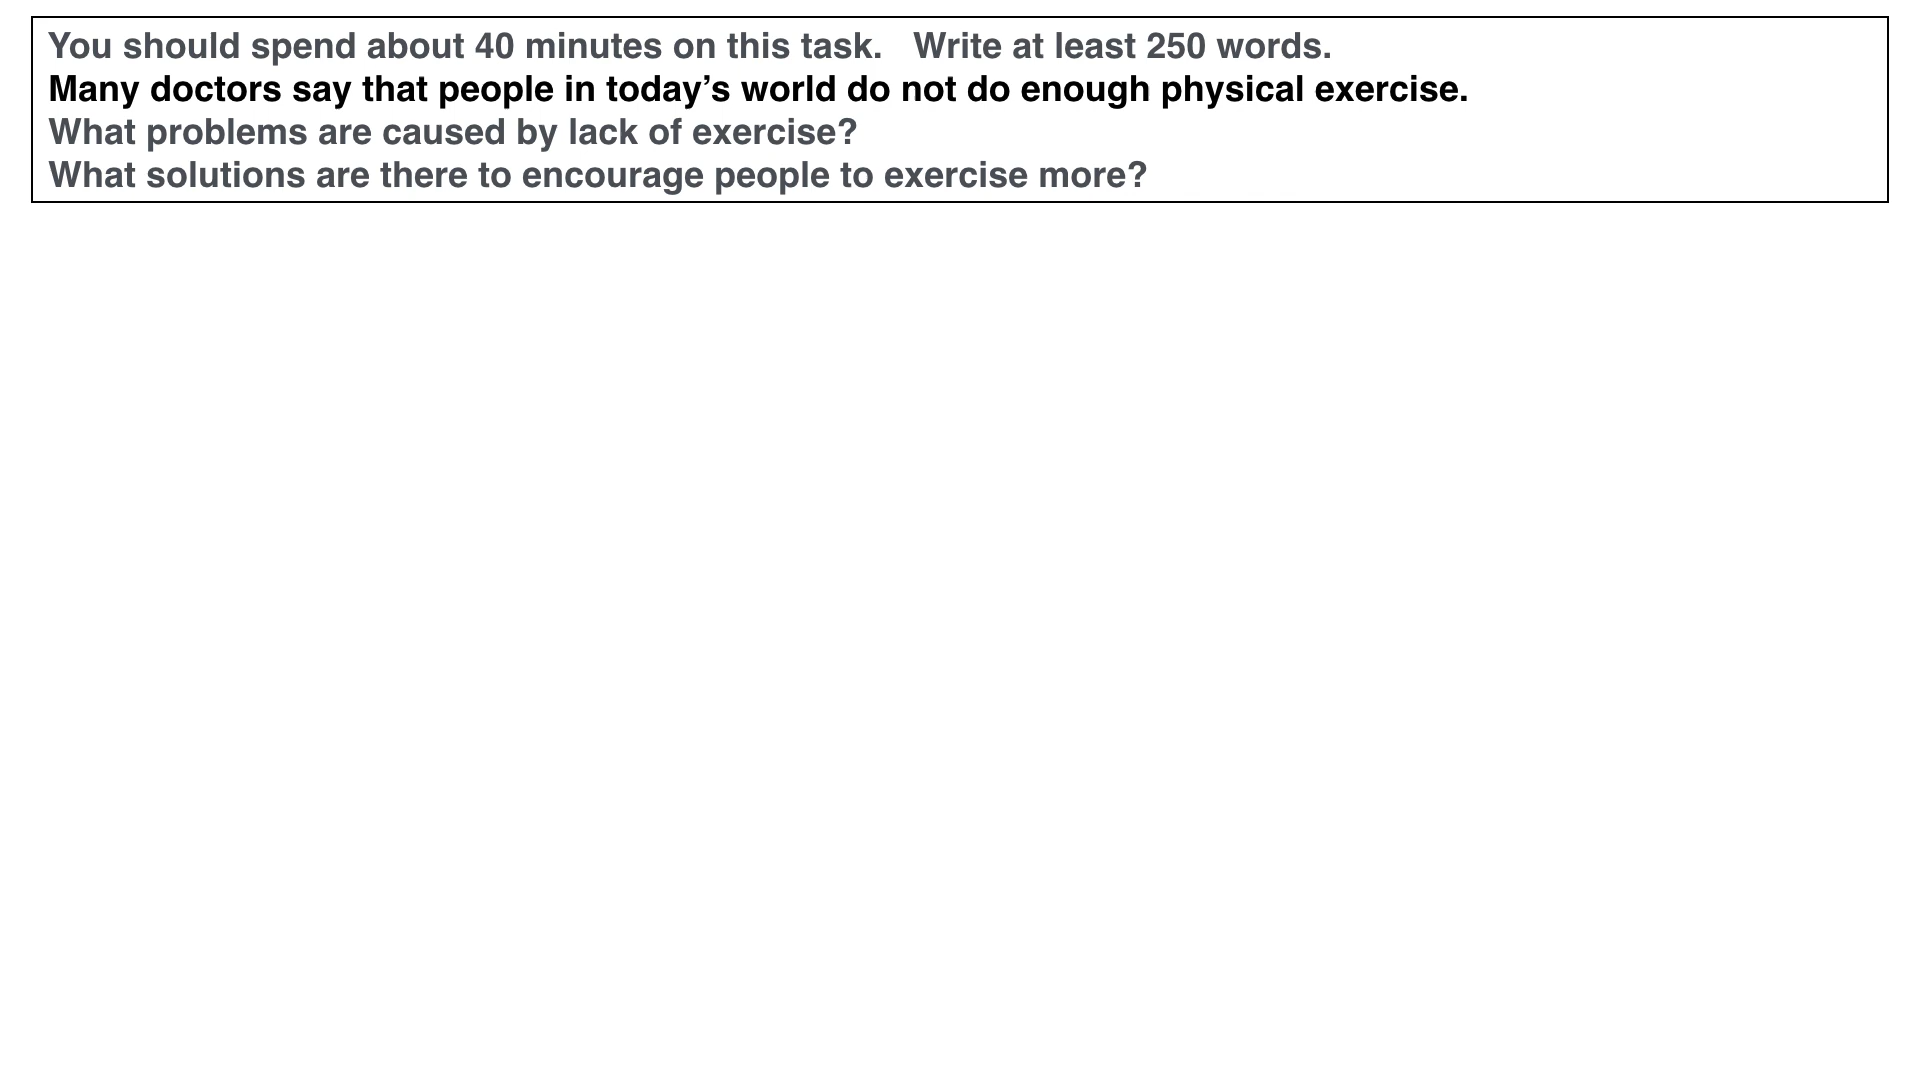 You should spend about 40 minutes on this task.   Write at least 250 words.
Many doctors say that people in today’s world do not do enough physical exercise.
What problems are caused by lack of exercise?
What solutions are there to encourage people to exercise more?